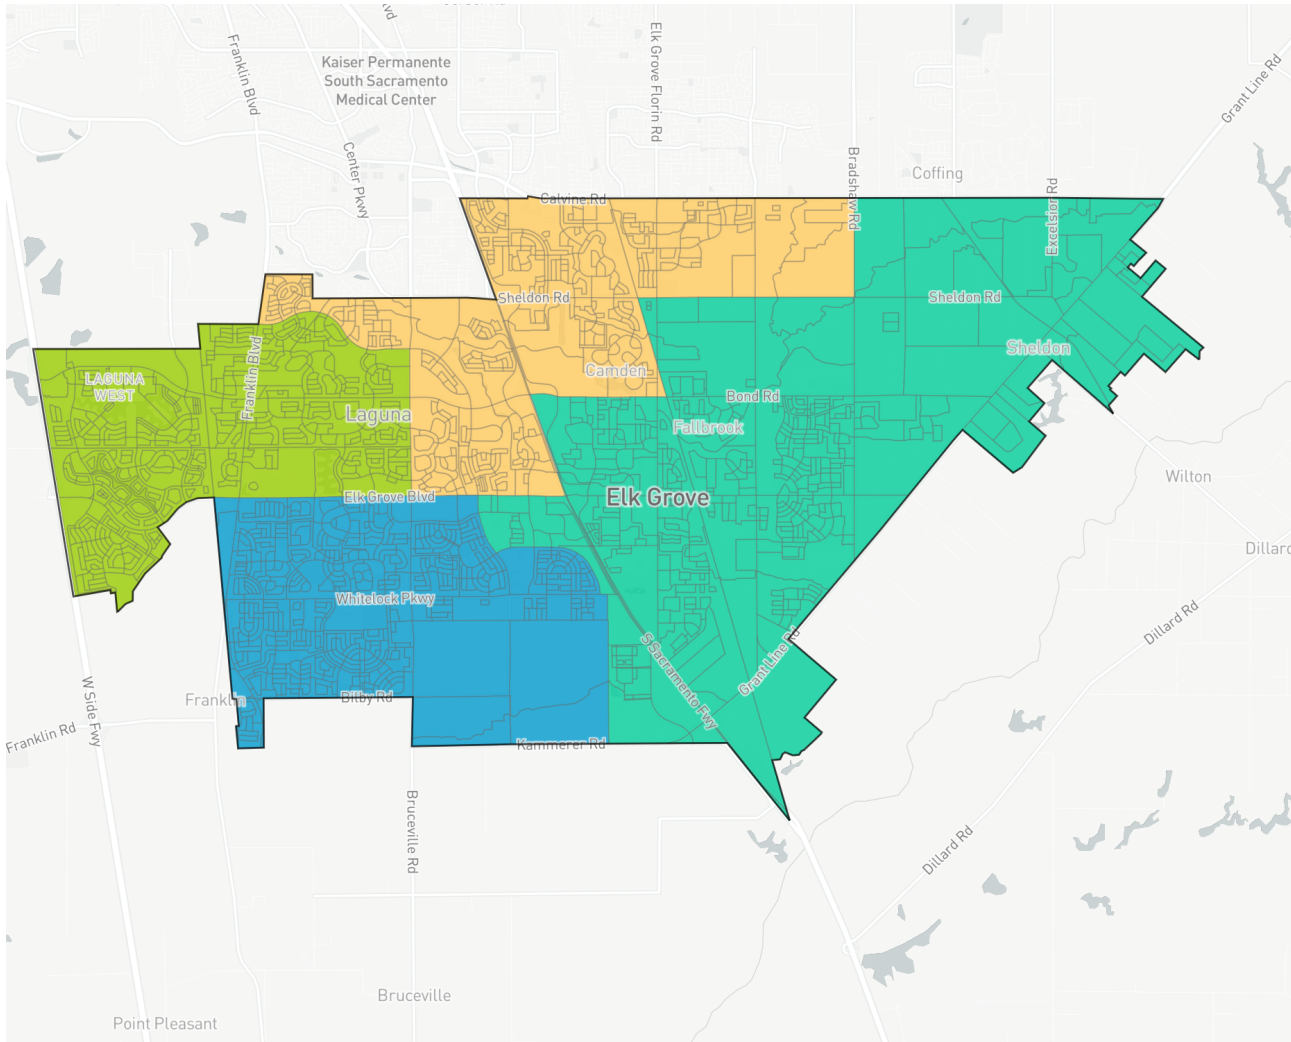 Blvd
Franklin Blvd
Kaiser Permanente
South Sacramento
Medical Center
Elk Grove Florin Rd
Grant Line Rd
Center Pkwy
Bradshaw Rd
Coffing
Excelsior Rd
Calvine Rd
Sheldon Rd
Sheldon Rd
Sheldon
Franklin Blvd
LAGUNA
WEST
Camden
Laguna
Bond Rd
Fallbrook
Wilton
Elk Grove Blvd
Elk Grove
Dillard
Whitelock Pkwy
Dillard Rd
S Sacramento Fwy
Grant Line Rd
Franklin
Bilby Rd
W Side Fwy
Franklin Rd
Kammerer Rd
Bruceville Rd
Dillard Rd
Bruceville
Point Pleasant